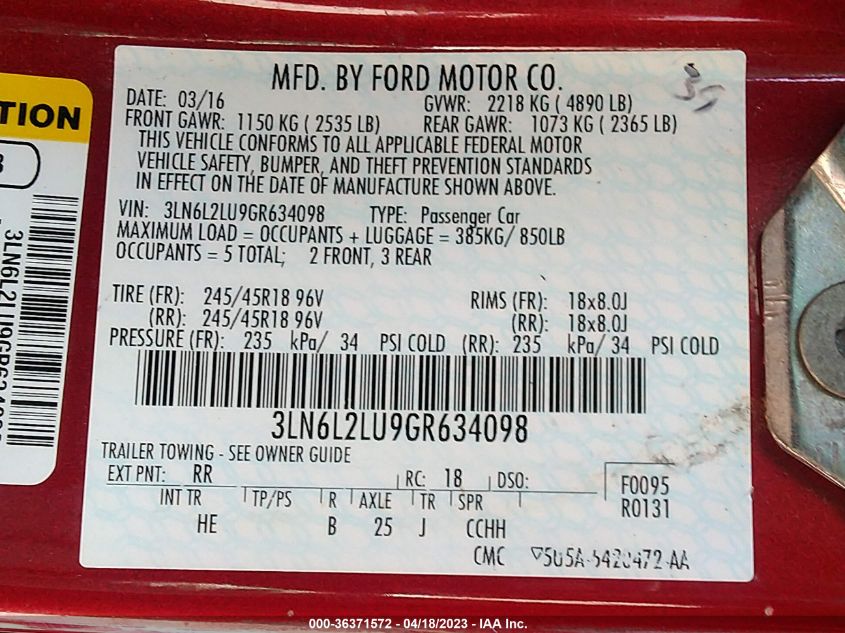 MFD. BY FORD MOTOR CO.
DATE: 03/16 GVWR: 2218 KG ( 4890 LB)
FRONT GAWR: 1150 KG ( 2535 LB) REAR GAWR: 1073 KG ( 2365 LB)
THIS VEHICLE CONFORMS TO ALL APPLICABLE FEDERAL MOTOR
VEHICLE SAFETY, BUMPER, AND THEFT PREVENTION STANDARDS
IN EFFECT ON THE DATE OF MANUFACTURE SHOWN ABOVE.
VIN: 3LN6L2LU9GR634098 TYPE: Passenger Car
MAXIMUM LOAD = OCCUPANTS + LUGGAGE = 385KG/ 850LB
OCCUPANTS = 5 TOTAL; 2 FRONT, 3 REAR
TIRE (FR): 245/45R18 96V RIMS (FR): 18x8.0J
(RR): 245/45R18 96V (RR): 18x8.0J
PRESSURE (FR): 235 kPa/ 34 PSI COLD (RR): 235 kPa/ 34 PSI COLD
3LN6L2LU9GR634098
TRAILER TOWING - SEE OWNER GUIDE
EXT PNT: RR RC: 18 DSO: F0095
INT TR TP/PS R AXLE TR SPR R0131
HE B 25 J CCHH
CMC
000-36371572 - 04/18/2023 - IAA Inc.